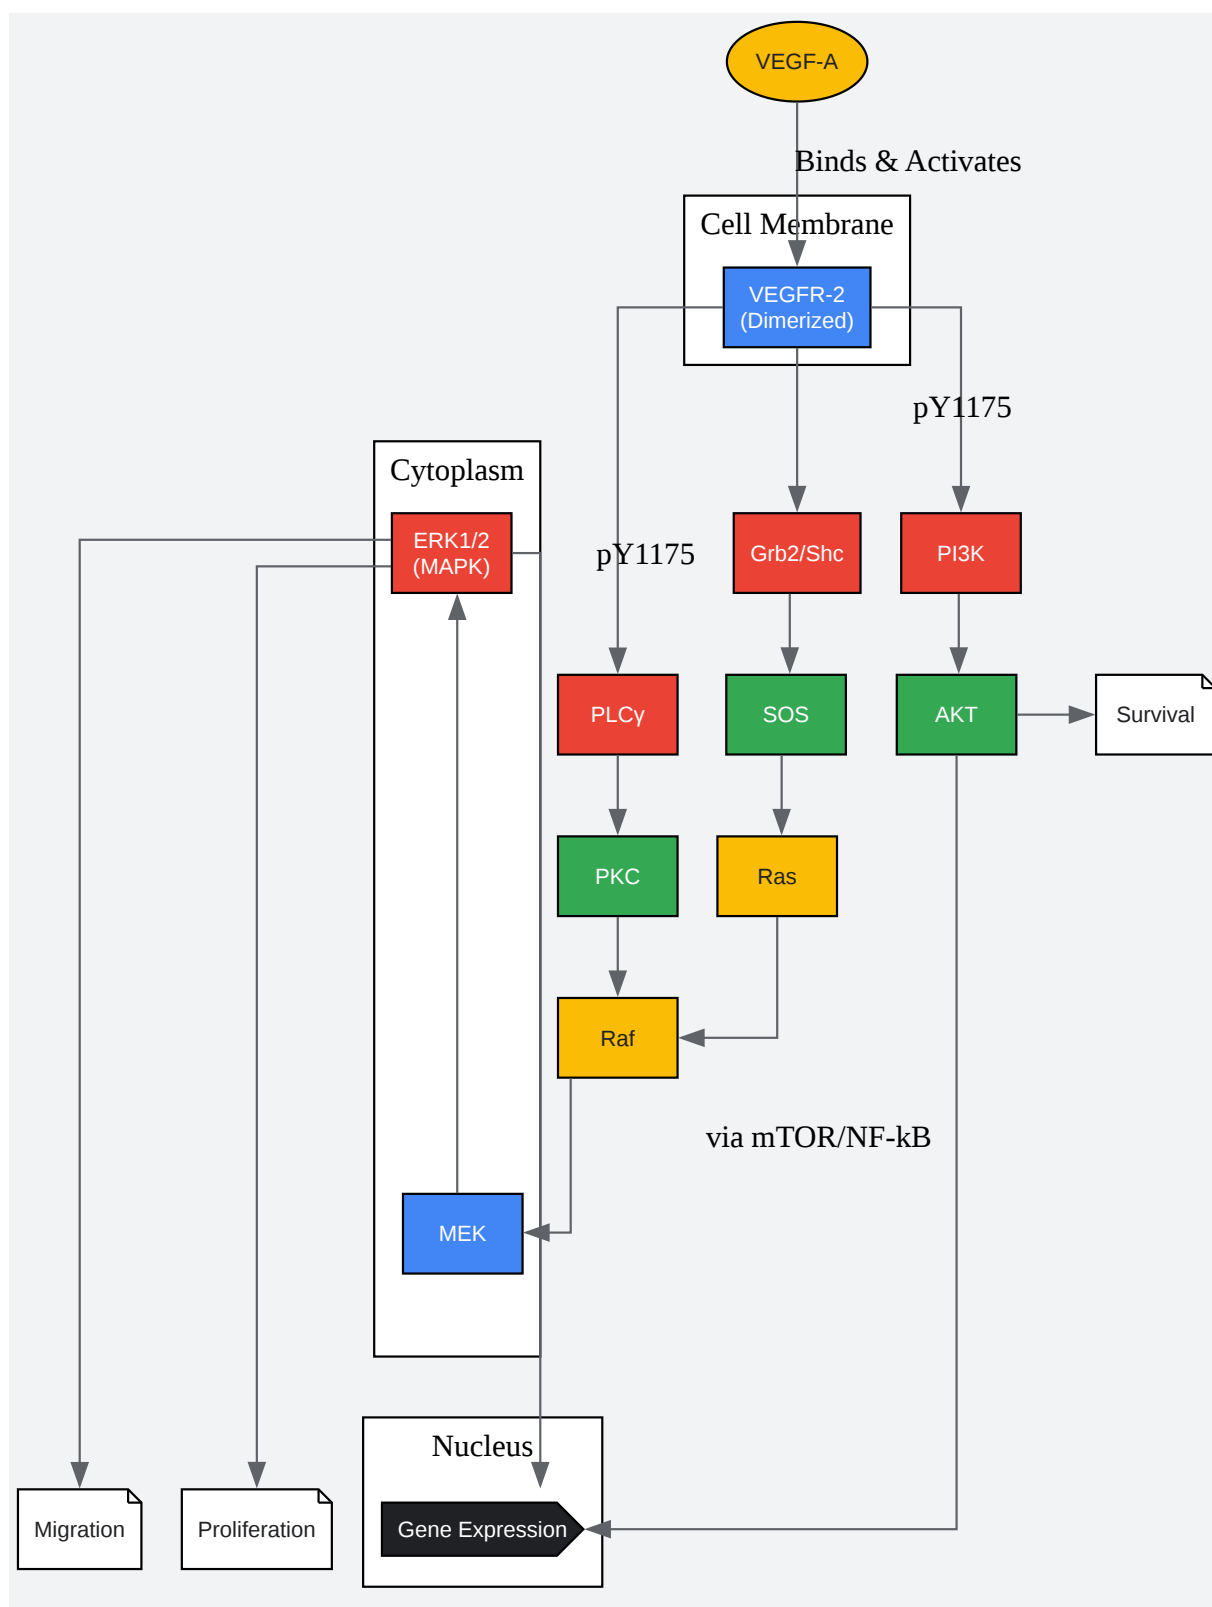 VEGF-A
Binds & Activates
Cell Membrane
VEGFR-2
(Dimerized)
pY1175
Cytoplasm
ERK1/2
(MAPK)
pY1175
Grb2/Shc
PI3K
PLCγ
SOS
AKT
Survival
PKC
Ras
Raf
via mTOR/NF-kB
MEK
Nucleus
Migration
Proliferation
Gene Expression